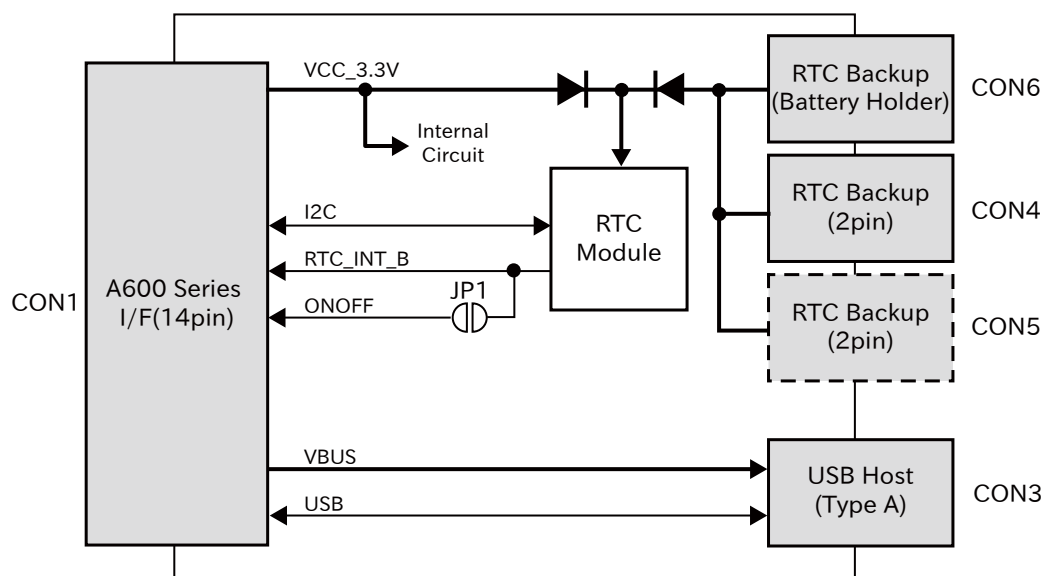 VCC_3.3V
RTC Backup
(Battery Holder)
CON6
Internal
Circuit
RTC Backup
(2pin)
CON4
I2C
RTC
Module
RTC_INT_B
CON1
A600 Series
I/F(14pin)
JP1
ONOFF
RTC Backup
(2pin)
CON5
VBUS
USB Host
(Type A)
CON3
USB